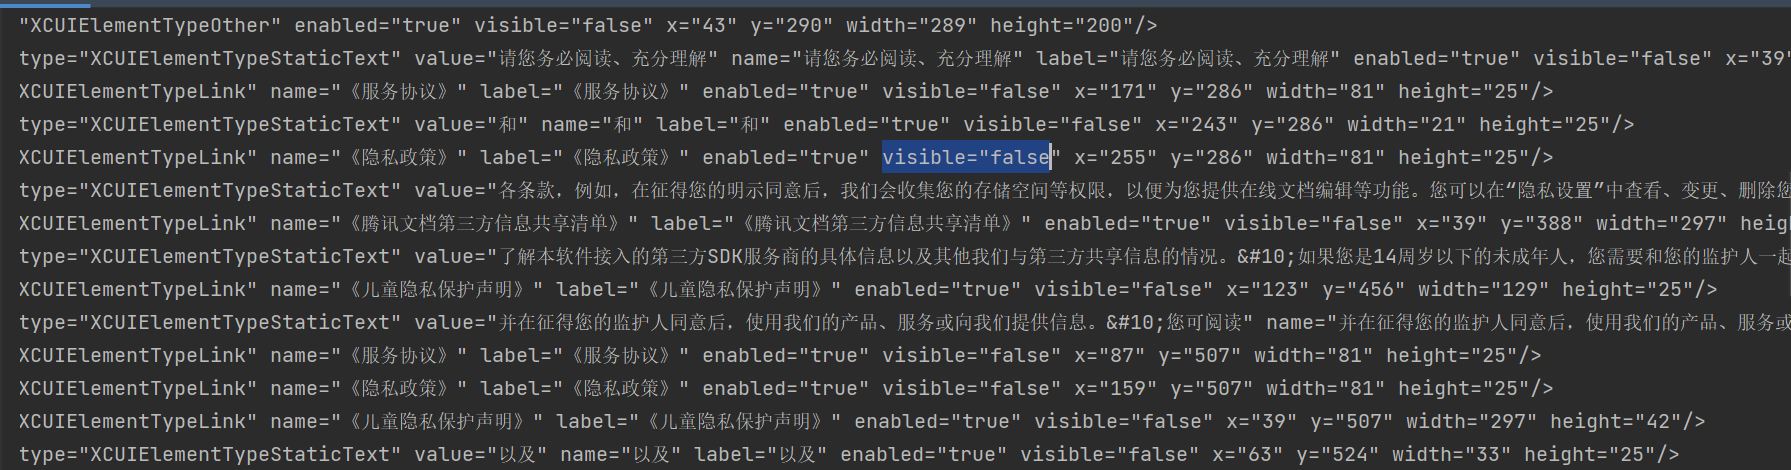 "XCUIElementTypeOther" enabled="true" visible="false" x="43" y="290" width="289" height="200"/>
type="XCUIElementTypeStaticText" value="请您务必阅读、充分理解" name="请您务必阅读、充分理解" label="请您务必阅读、充分理解" enabled="true" visible="false" x="39"
XCUIElementTypeLink" name="《服务协议》" label="《服务协议》" enabled="true" visible="false" x="171" y="286" width="81" height="25"/>
type="XCUIElementTypeStaticText" value="和" name="和" label="和" enabled="true" visible="false" x="243" y="286" width="21" height="25"/>
XCUIElementTypeLink" name="《隐私政策》" label="《隐私政策》" enabled="true" visible="false" x="255" y="286" width="81" height="25"/>
type="XCUIElementTypeStaticText" value="各条款，例如，在征得您的明示同意后，我们会收集您的存储空间等权限，以便为您提供在线文档编辑等功能。您可以在“隐私设置”中查看、变更、删除您
XCUIElementTypeLink" name="《腾讯文档第三方信息共享清单》" label="《腾讯文档第三方信息共享清单》" enabled="true" visible="false" x="39" y="388" width="297" heig
type="XCUIElementTypeStaticText" value="了解本软件接入的第三方SDK服务商的具体信息以及其他我们与第三方共享信息的情况。&#10;如果您是14周岁以下的未成年人，您需要和您的监护人一起
XCUIElementTypeLink" name="《儿童隐私保护声明》" label="《儿童隐私保护声明》" enabled="true" visible="false" x="123" y="456" width="129" height="25"/>
type="XCUIElementTypeStaticText" value="并在征得您的监护人同意后，使用我们的产品、服务或向我们提供信息。&#10;您可阅读" name="并在征得您的监护人同意后，使用我们的产品、服务或
XCUIElementTypeLink" name="《服务协议》" label="《服务协议》" enabled="true" visible="false" x="87" y="507" width="81" height="25"/>
XCUIElementTypeLink" name="《隐私政策》" label="《隐私政策》" enabled="true" visible="false" x="159" y="507" width="81" height="25"/>
XCUIElementTypeLink" name="《儿童隐私保护声明》" label="《儿童隐私保护声明》" enabled="true" visible="false" x="39" y="507" width="297" height="42"/>
type="XCUIElementTypeStaticText" value="以及" name="以及" label="以及" enabled="true" visible="false" x="63" y="524" width="33" height="25"/>